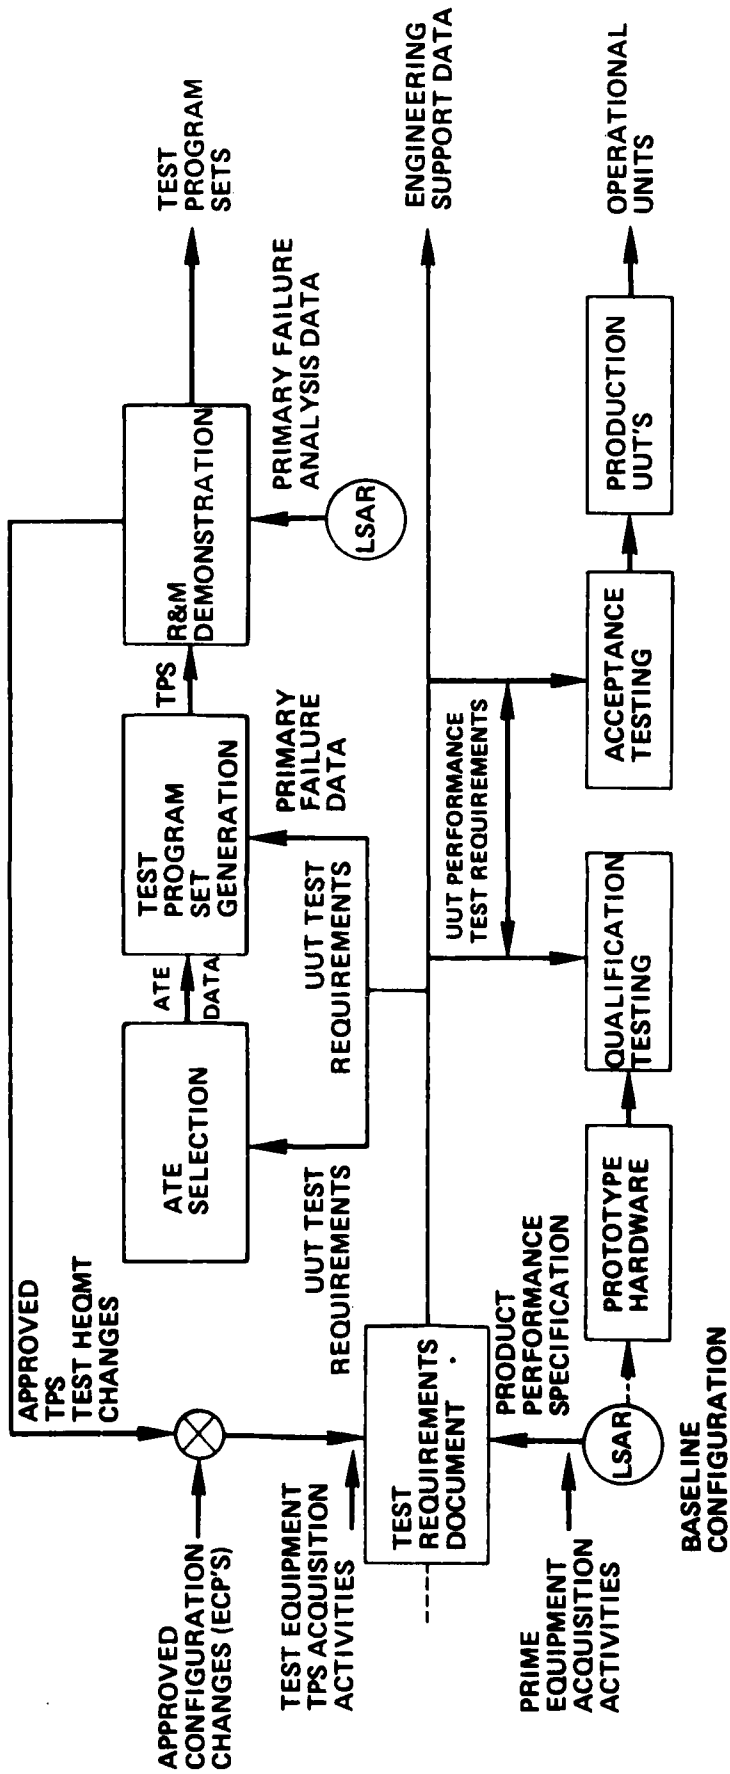 APPROVED
CONFIGURATION
CHANGES (ECP'S)
APPROVED
TPS
TEST HEQMT
CHANGES
ATE
SELECTION
ATE
DATA
TEST
PROGRAM
SET
GENERATION
TPS
R&M
DEMONSTRATION
TEST
PROGRAM
SETS
TEST EQUIPMENT
TPS ACQUISITION
ACTIVITIES
UUT TEST
REQUIREMENTS
UUT TEST
REQUIREMENTS
PRIMARY
FAILURE
DATA
PRIMARY FAILURE
ANALYSIS DATA
LSAR
TEST
REQUIREMENTS
DOCUMENT
ENGINEERING
SUPPORT DATA
PRIME
EQUIPMENT
ACQUISITION
ACTIVITIES
PRODUCT
PERFORMANCE
SPECIFICATION
UUT PERFORMANCE
TEST REQUIREMENTS
LSAR
BASELINE
CONFIGURATION
PROTOTYPE
HARDWARE
QUALIFICATION
TESTING
ACCEPTANCE
TESTING
PRODUCTION
UUT'S
OPERATIONAL
UNITS